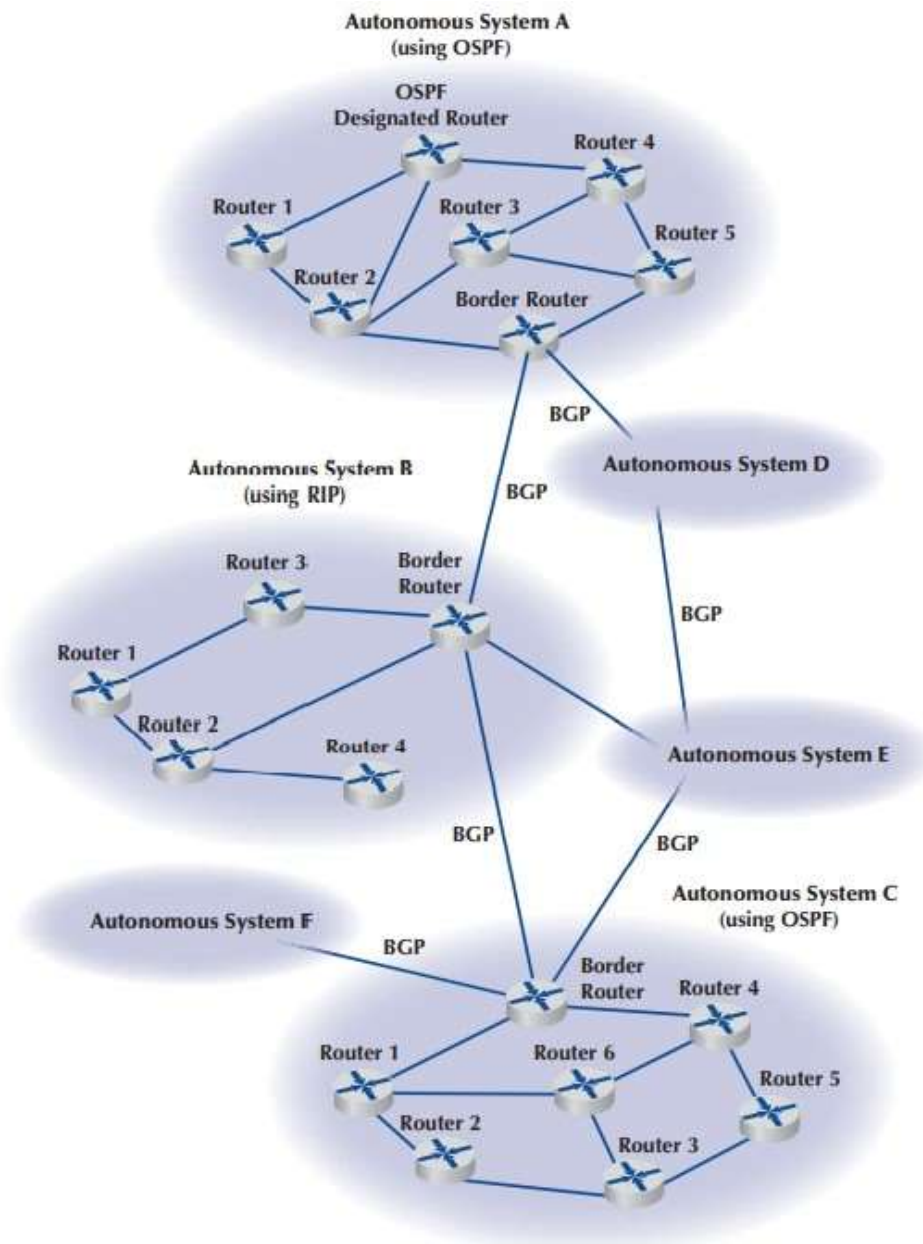 Autonomous System A
(using OSPF)
OSPF
Designated Router
Router 4
Router 1
Router 3
Router 5
Router 2
Border Router
BGP
Autonomous System D
Autonomous System B
(using RIP)
BGP
Router 3
Border
Router
BGP
Router 1
Router 2
Router 4
Autonomous System E
BGP
BGP
Autonomous System C
(using OSPF)
Autonomous System F
BGP
Border
Router
Router 4
Router 1
Router 6
Router 5
Router 2
Router 3